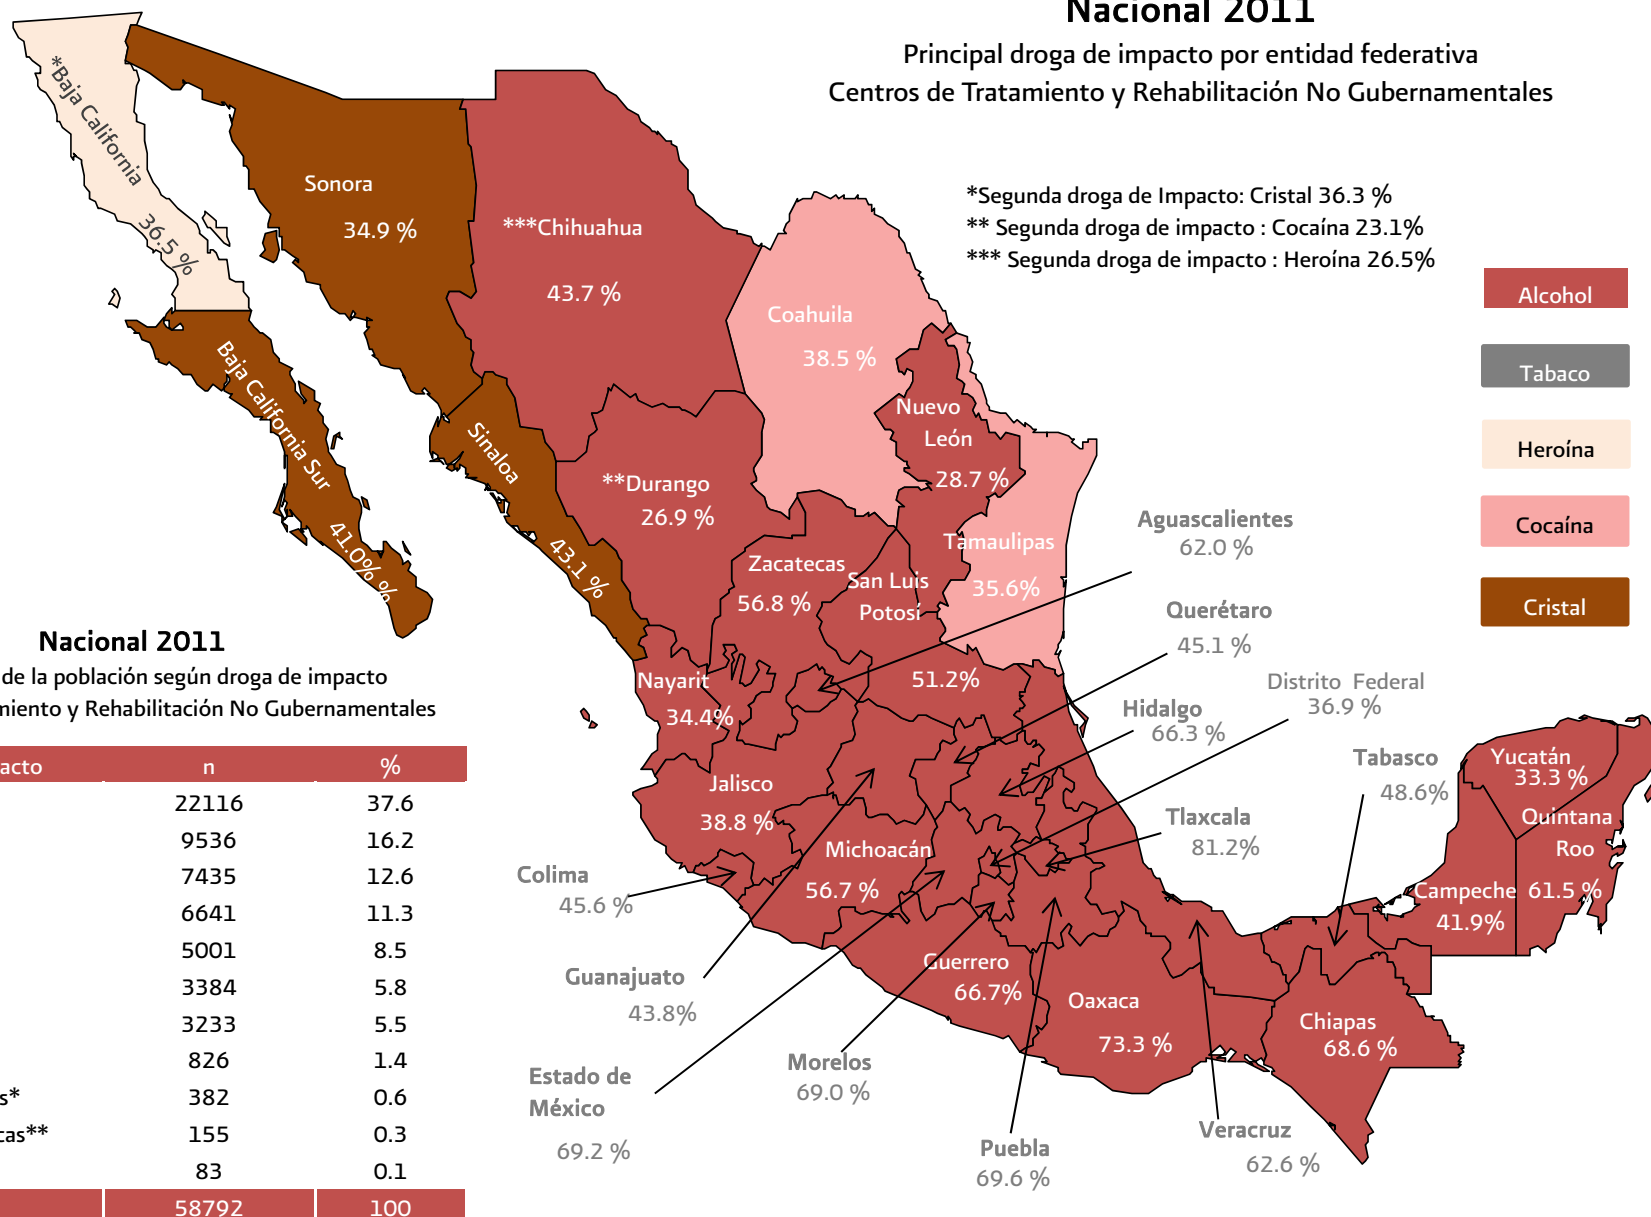 Nacional 2011
Principal droga de impacto por entidad federativa
Centros de Tratamiento y Rehabilitación No Gubernamentales
*Segunda droga de Impacto: Cristal 36.3 %
** Segunda droga de impacto : Cocaína 23.1%
*** Segunda droga de impacto : Heroína 26.5%
Alcohol
Tabaco
Heroína
Cocaína
Cristal
*Baja California
36.5 %
Sonora
34.9 %
***Chihuahua
43.7 %
Coahuila
38.5 %
Baja California Sur
41.0% %
Sinaloa
43.1 %
Nuevo
León
28.7 %
**Durango
26.9 %
Tamaulipas
35.6%
Zacatecas
56.8 %
San Luis
Potosí
51.2%
Aguascalientes
62.0 %
Querétaro
45.1 %
Distrito Federal
36.9 %
Hidalgo
66.3 %
Nayarit
34.4%
Jalisco
38.8 %
Michoacán
56.7 %
Tabasco
48.6%
Tlaxcala
81.2%
Yucatán
33.3 %
Quintana
Roo
61.5 %
Campeche
41.9%
Colima
45.6 %
Guanajuato
43.8%
Guerrero
66.7%
Oaxaca
73.3 %
Chiapas
68.6 %
Estado de
México
69.2 %
Morelos
69.0 %
Puebla
69.6 %
Veracruz
62.6 %
Nacional 2011
de la población según droga de impacto
miento y Rehabilitación No Gubernamentales
acto n %
22116 37.6
9536 16.2
7435 12.6
6641 11.3
5001 8.5
3384 5.8
3233 5.5
826 1.4
s* 382 0.6
cas** 155 0.3
83 0.1
58792 100